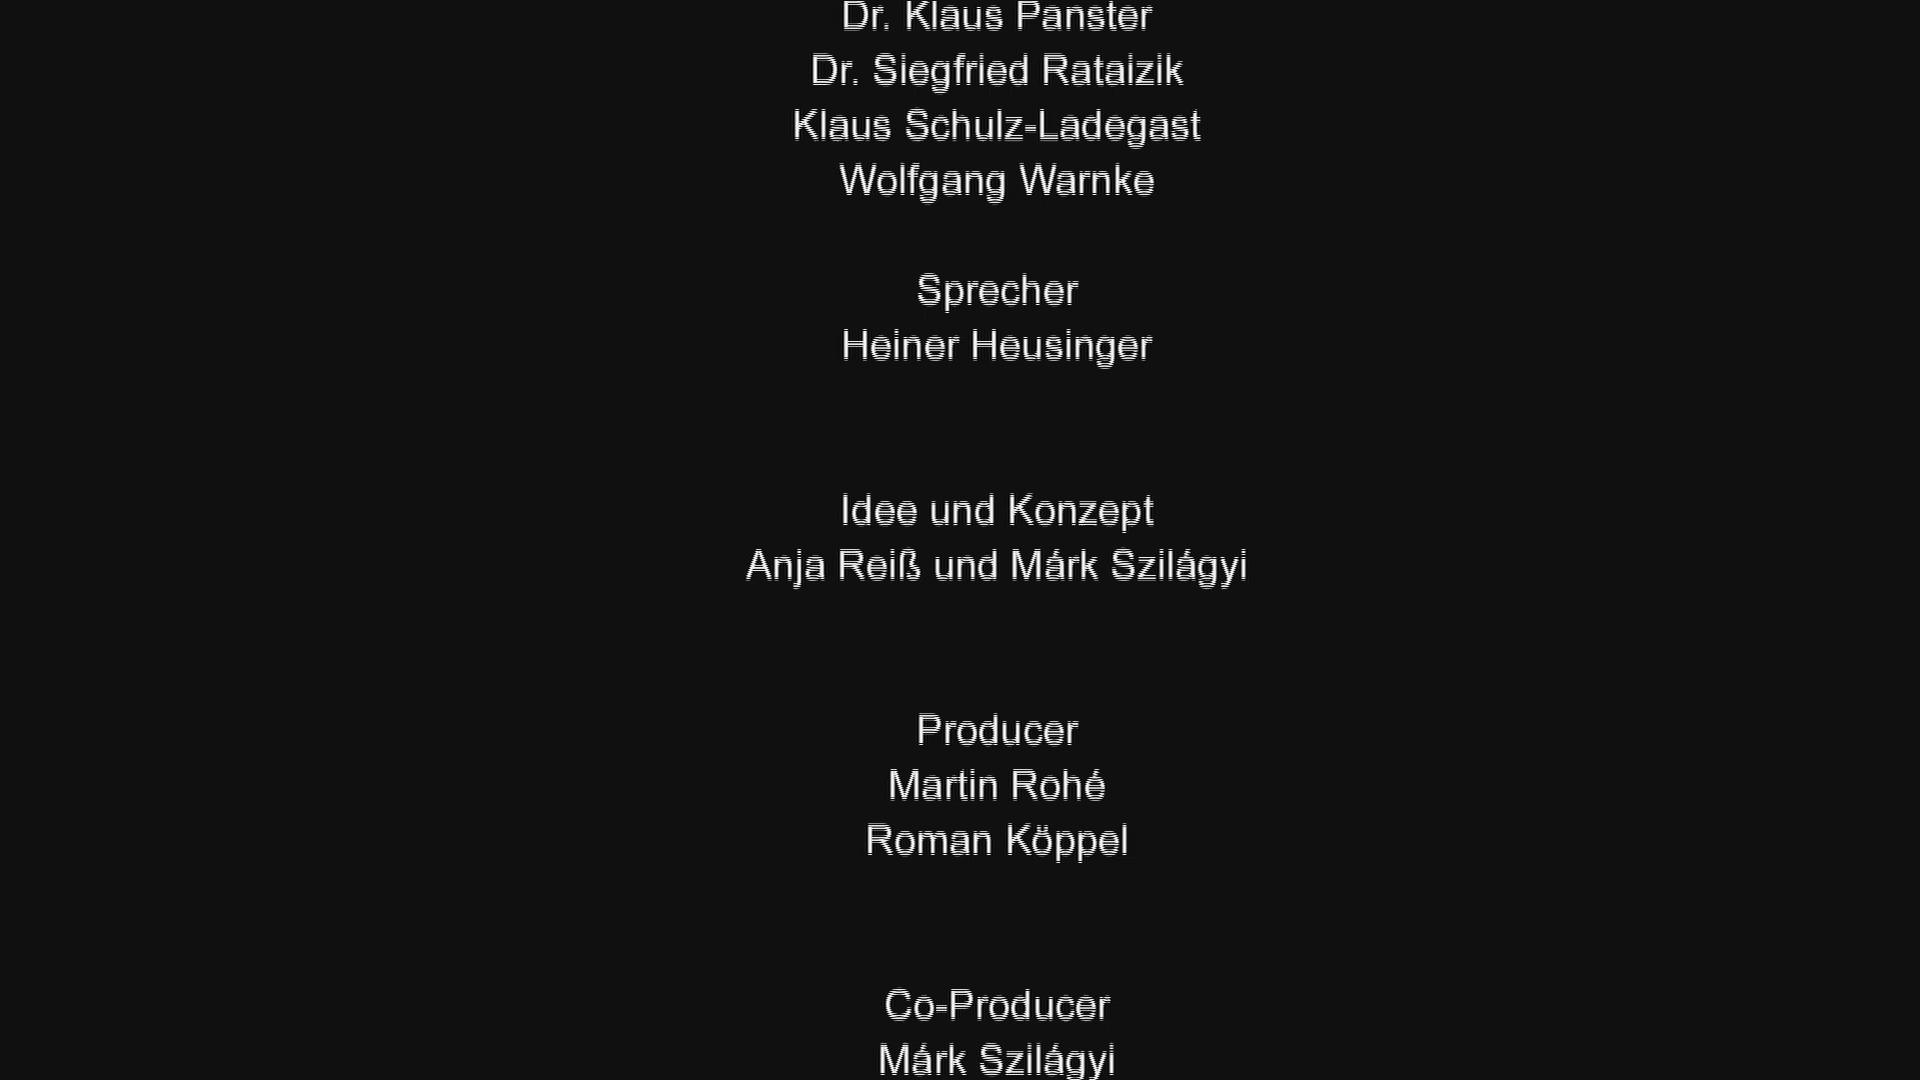 Dr. Klaus Panster
Dr. Siegfried Rataizik
Klaus Schulz-Ladegast
Wolfgang Warnke
Sprecher
Heiner Heusinger
Idee und Konzept
Anja Reiß und Márk Szilágyi
Producer
Martin Rohé
Roman Köppel
Co-Producer
Márk Szilágyi